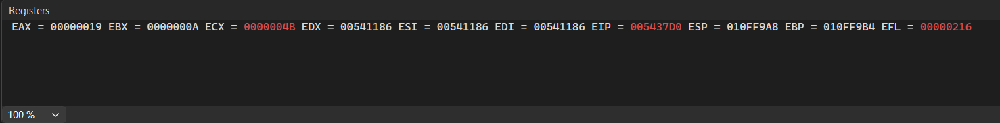 Registers
EAX = 00000019 EBX = 0000000A ECX = 0000004B EDX = 00541186 ESI = 00541186 EDI = 00541186 EIP = 005437D0 ESP = 010FF9A8 EBP = 010FF9B4 EFL = 00000216
100 %